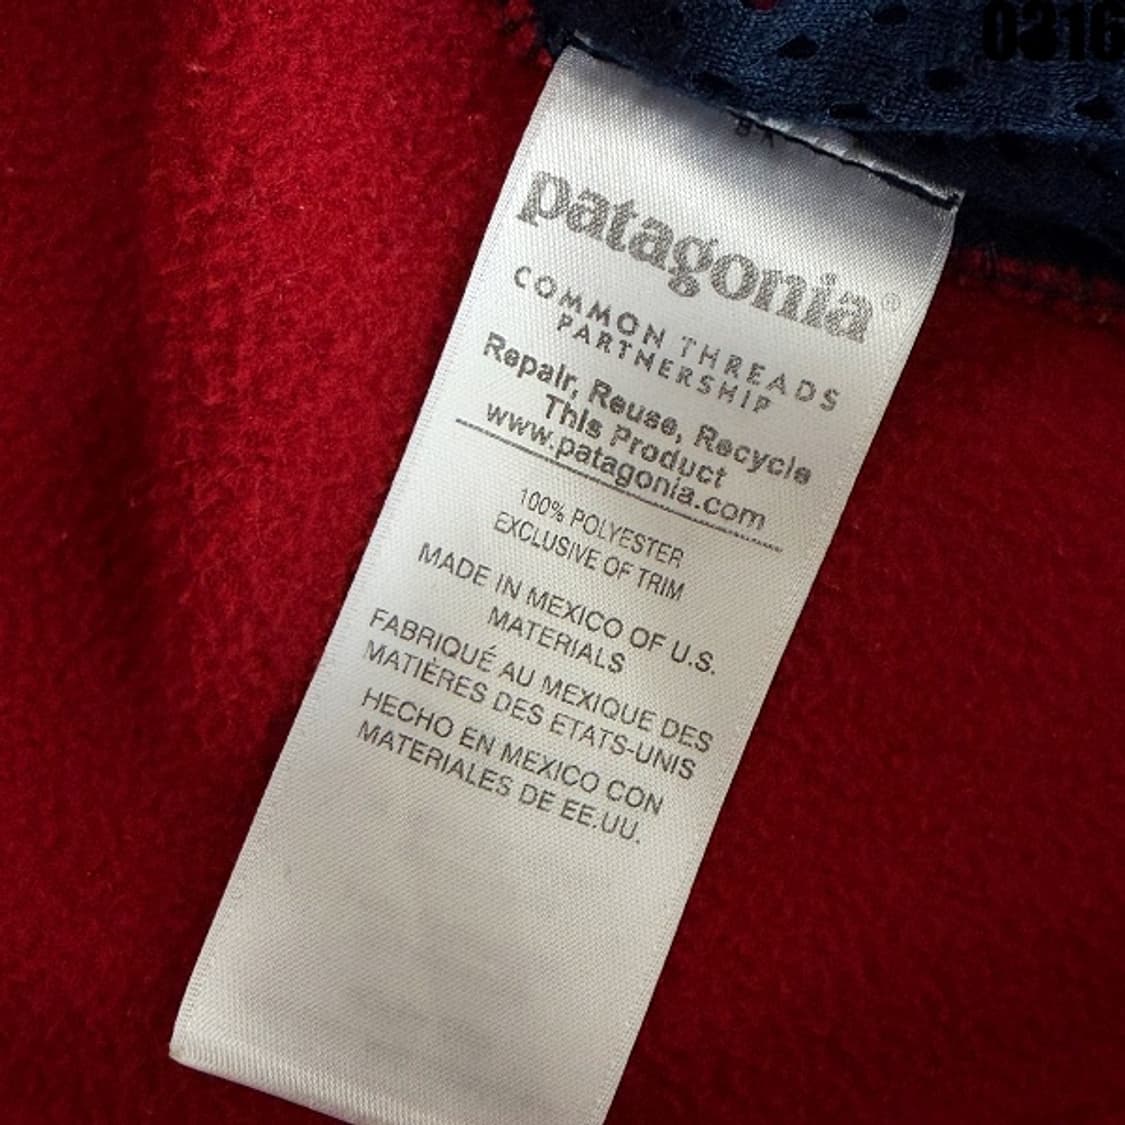 0316
patagonia®
COMMON THREADS
PARTNERSHIP
Repair, Reuse, Recycle
This Product
www.patagonia.com
100% POLYESTER
EXCLUSIVE OF TRIM
MADE IN MEXICO OF U.S.
MATERIALS
FABRIQUÉ AU MEXIQUE DES
MATIÈRES DES ETATS-UNIS
HECHO EN MEXICO CON
MATERIALES DE EE.UU.